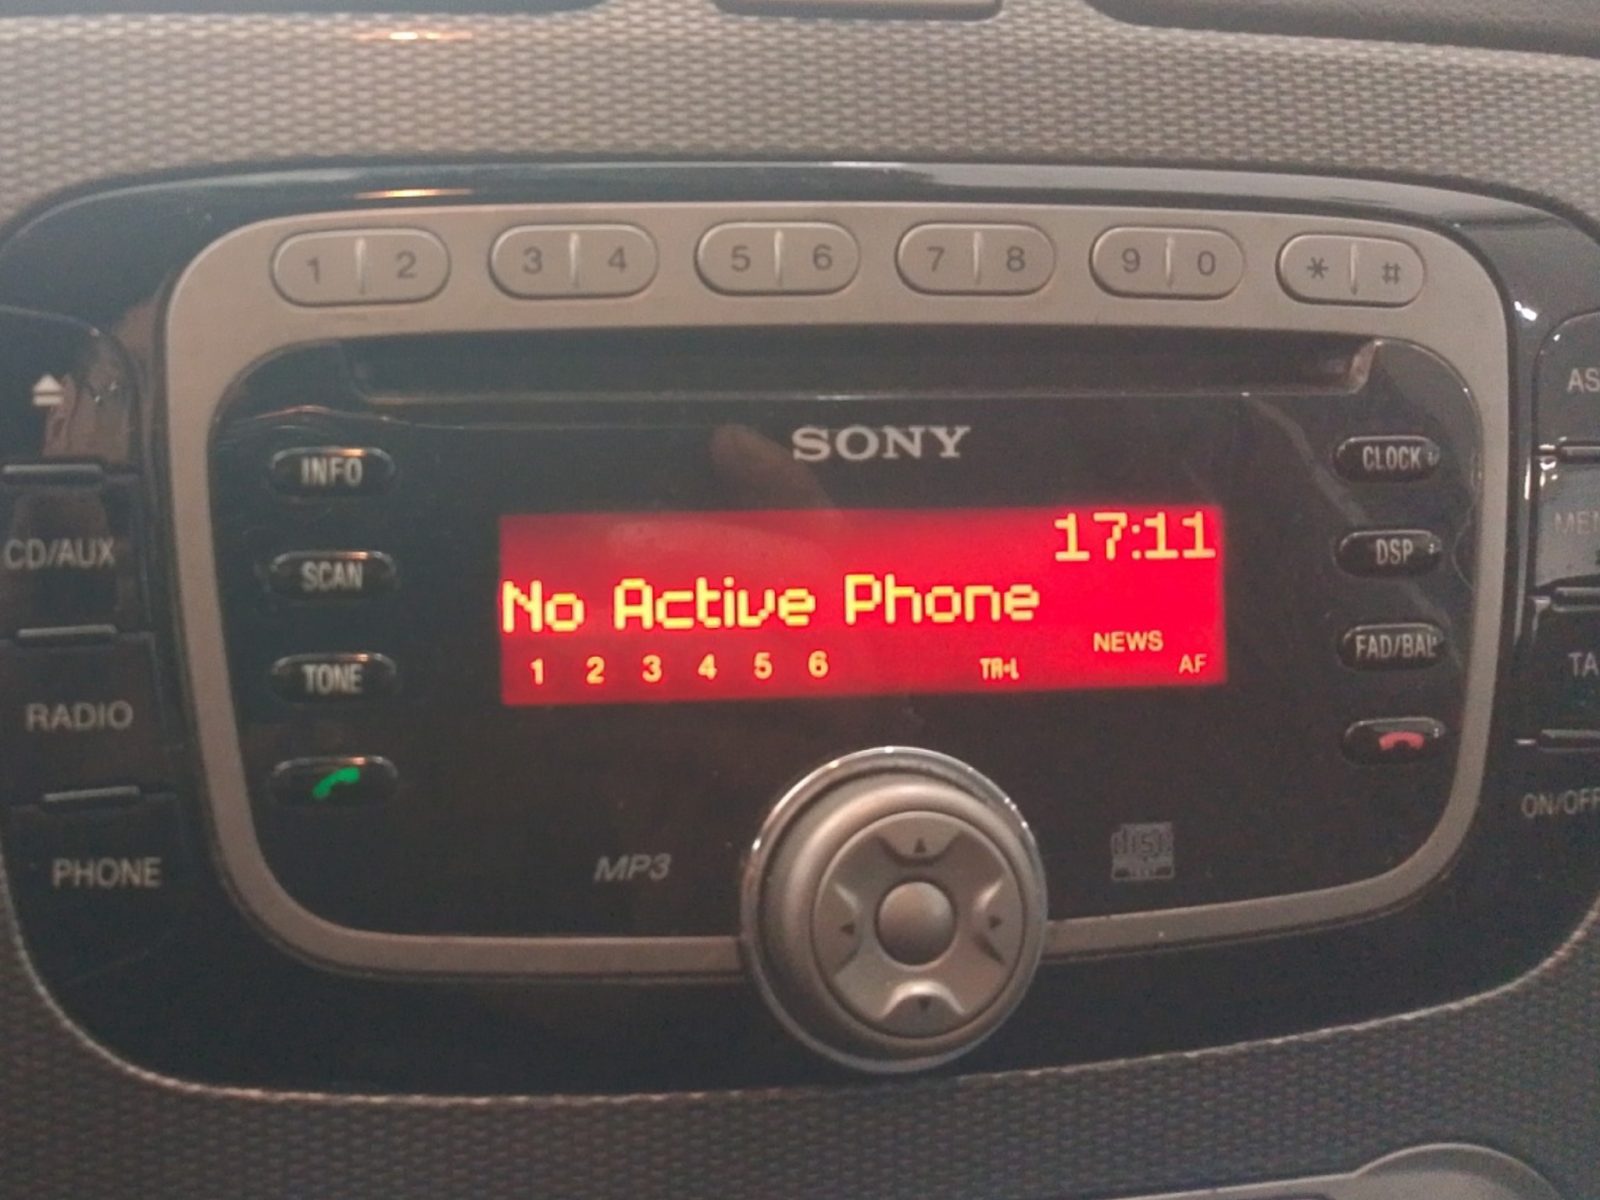 1 2 3 4 5 6 7 8 9 0 * #
SONY
INFO
CLOCK
17:11
CD/AUX
SCAN
No Active Phone
DSP
NEWS
FAD/BAL
1 2 3 4 5 6
AF
TONE
TA
RADIO
ON/OFF
PHONE
MP3